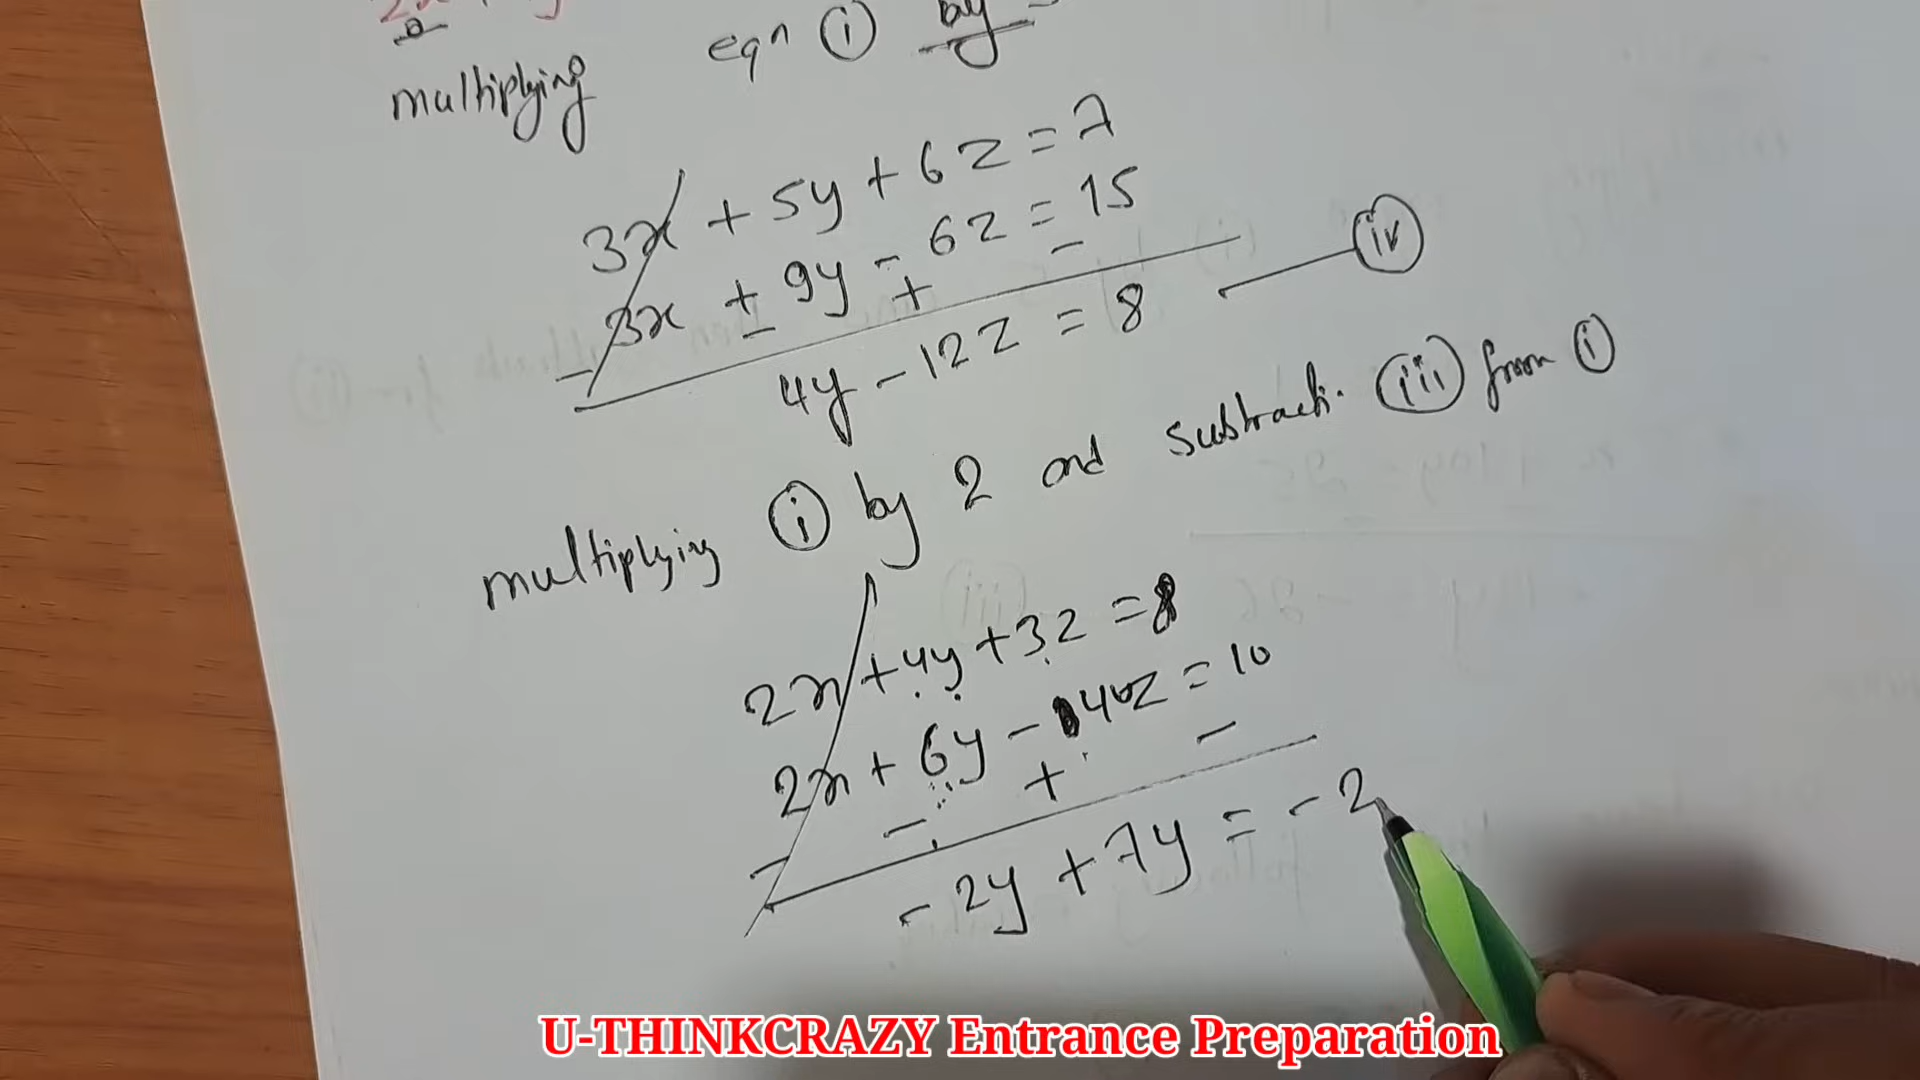 multiplying eqn (i) by
3x + 5y + 6z = 7
3x + 9y - 6z = 15
- - + -
4y - 12z = 8 (iv)
multiplying (i) by 2 and subtract. (iii) from (i)
2x + 4y + 3z = 8
2x + 6y - 4z = 10
- - + -
- 2y + 7y = - 2
U-THINKCRAZY Entrance Preparation